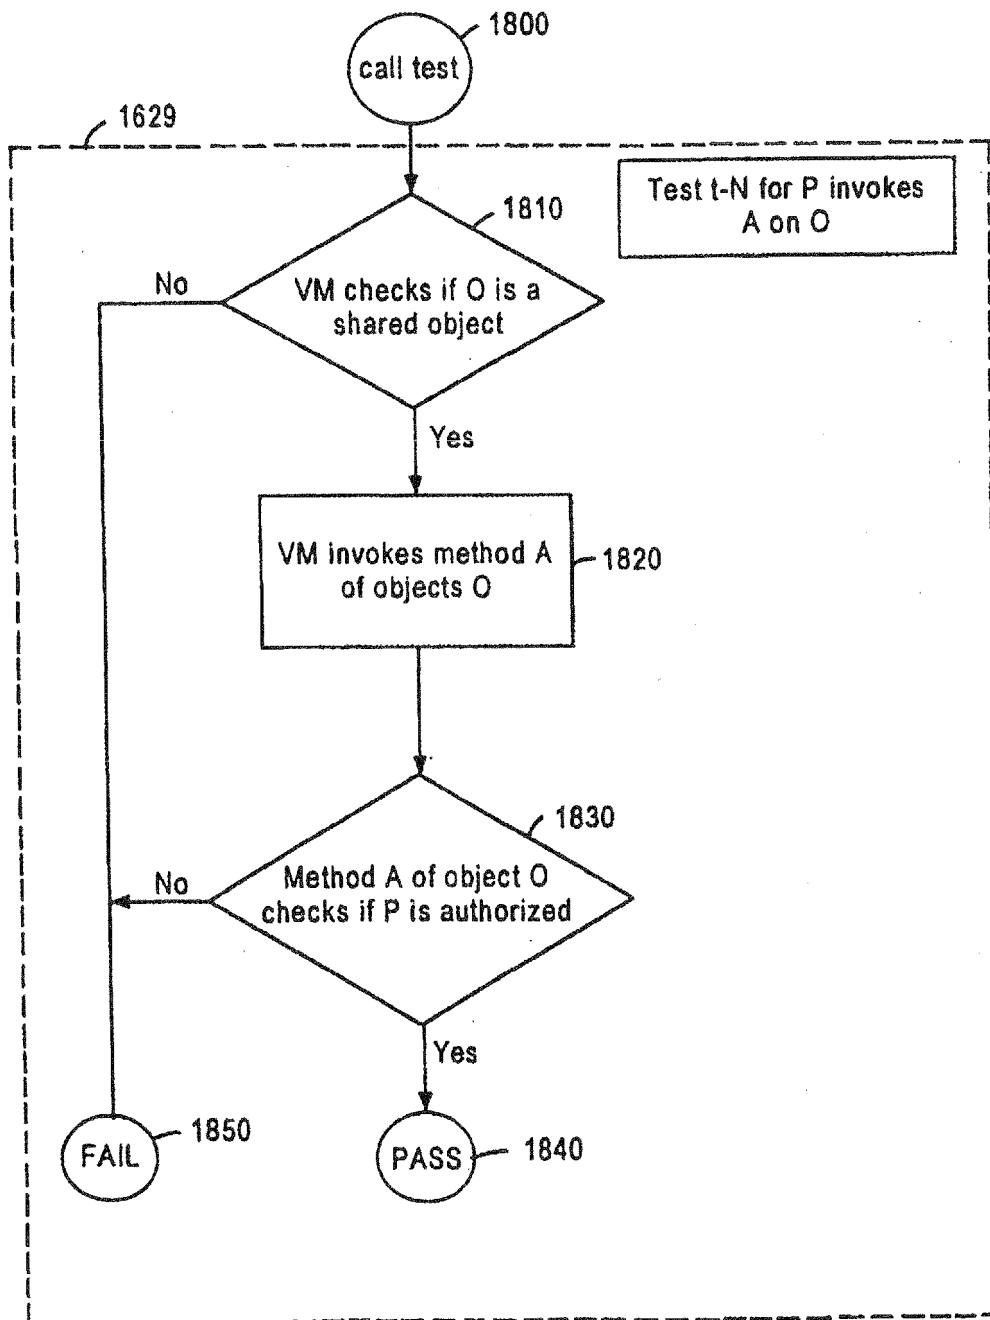 1800
call test
1629
Test t-N for P invokes
A on O
1810
No
VM checks if O is a
shared object
Yes
VM invokes method A
of objects O
1820
1830
No
Method A of object O
checks if P is authorized
Yes
FAIL
1850
PASS
1840